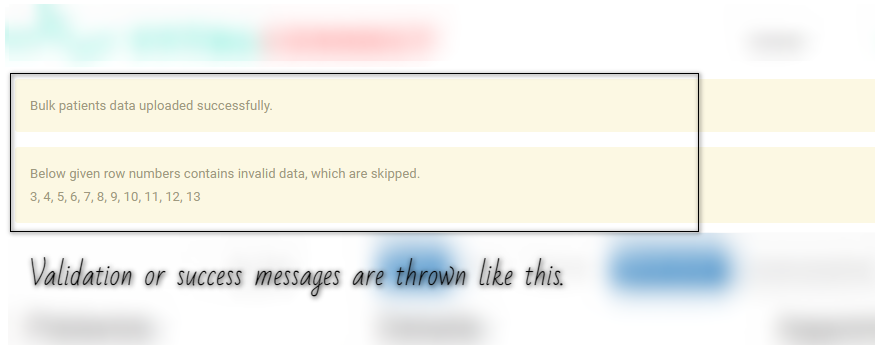 Bulk patients data uploaded successfully.
Below given row numbers contains invalid data, which are skipped.
3, 4, 5, 6, 7, 8, 9, 10, 11, 12, 13
Validation or success messages are thrown like this.